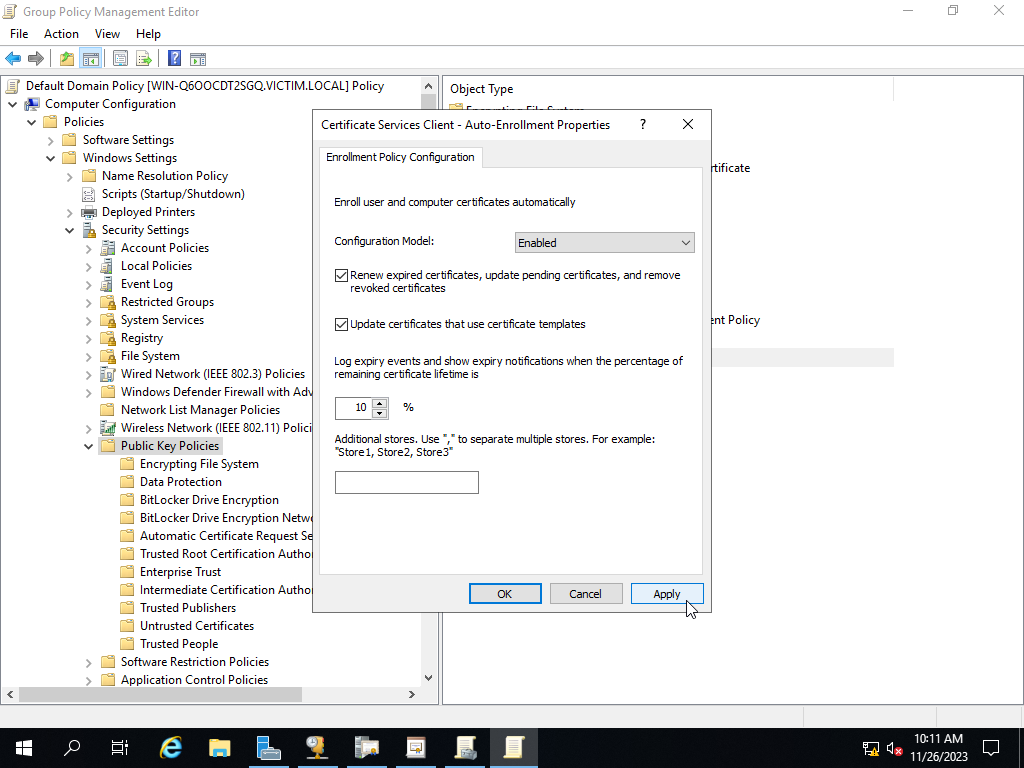 Group Policy Management Editor
File Action View Help
Default Domain Policy [WIN-Q6OOCDT2SGQ.VICTIM.LOCAL] Policy
Computer Configuration
Policies
Software Settings
Windows Settings
Name Resolution Policy
Scripts (Startup/Shutdown)
Deployed Printers
Security Settings
Account Policies
Local Policies
Event Log
Restricted Groups
System Services
Registry
File System
Wired Network (IEEE 802.3) Policies
Windows Defender Firewall with Adv
Network List Manager Policies
Wireless Network (IEEE 802.11) Polici
Public Key Policies
Encrypting File System
Data Protection
BitLocker Drive Encryption
BitLocker Drive Encryption Netw
Automatic Certificate Request Se
Trusted Root Certification Autho
Enterprise Trust
Intermediate Certification Autho
Trusted Publishers
Untrusted Certificates
Trusted People
Software Restriction Policies
Application Control Policies
Object Type
Encrypting File System
rtificate
ent Policy
Certificate Services Client - Auto-Enrollment Properties ?
Enrollment Policy Configuration
Enroll user and computer certificates automatically
Configuration Model: Enabled
Renew expired certificates, update pending certificates, and remove
revoked certificates
Update certificates that use certificate templates
Log expiry events and show expiry notifications when the percentage of
remaining certificate lifetime is
10 %
Additional stores. Use "," to separate multiple stores. For example:
"Store1, Store2, Store3"
OK Cancel Apply
10:11 AM
11/26/2023